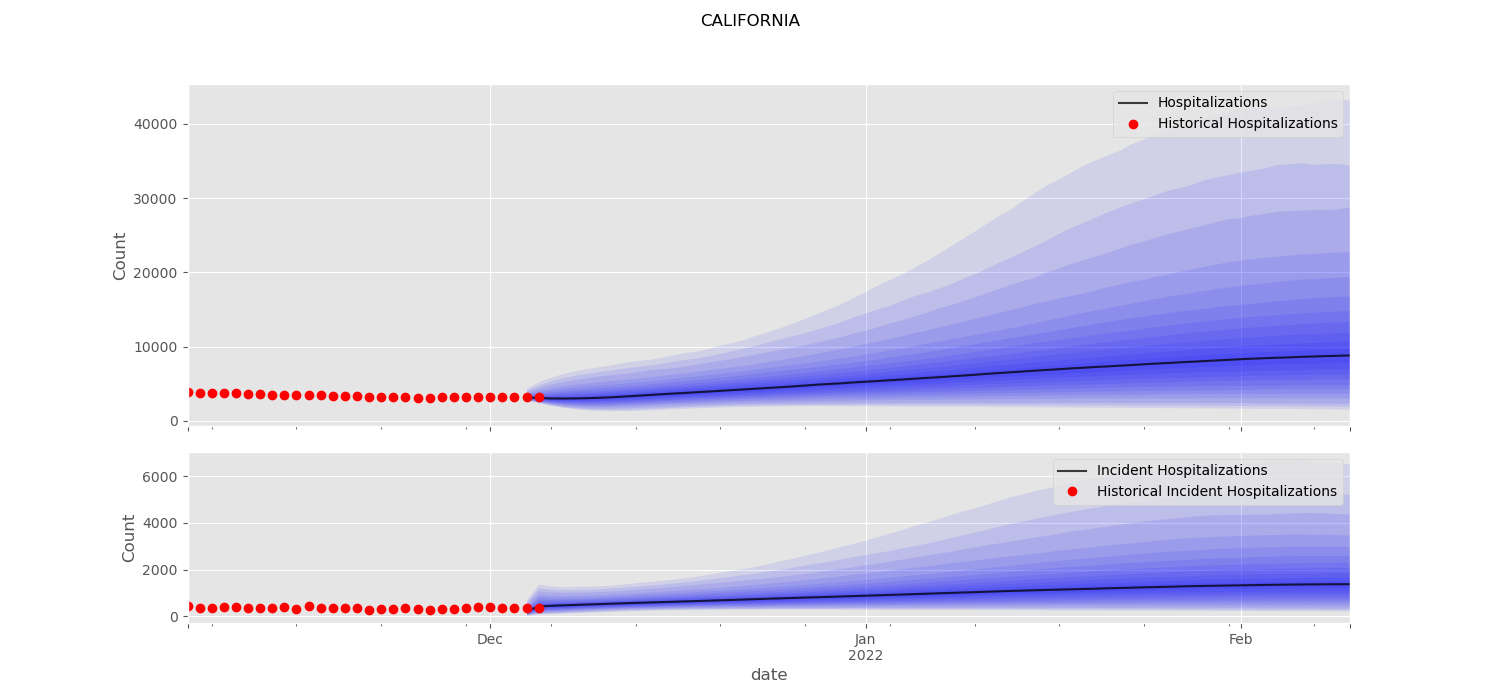 CALIFORNIA
Hospitalizations
Historical Hospitalizations
40000
30000
20000
10000
0
Count
Incident Hospitalizations
Historical Incident Hospitalizations
6000
4000
2000
0
Count
Dec
Jan
2022
Feb
date